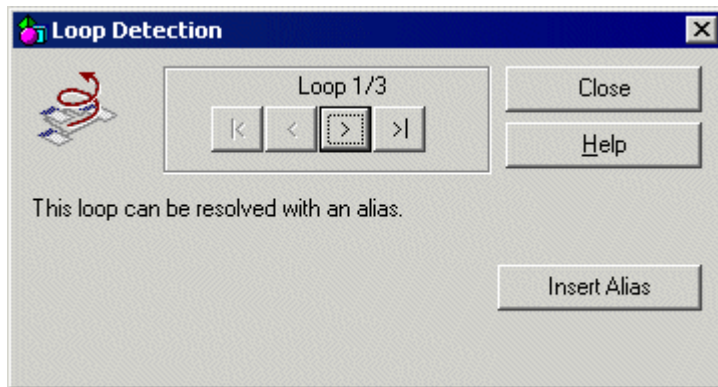 Loop Detection
Loop 1/3
|< < > >|
Close
Help
This loop can be resolved with an alias.
Insert Alias